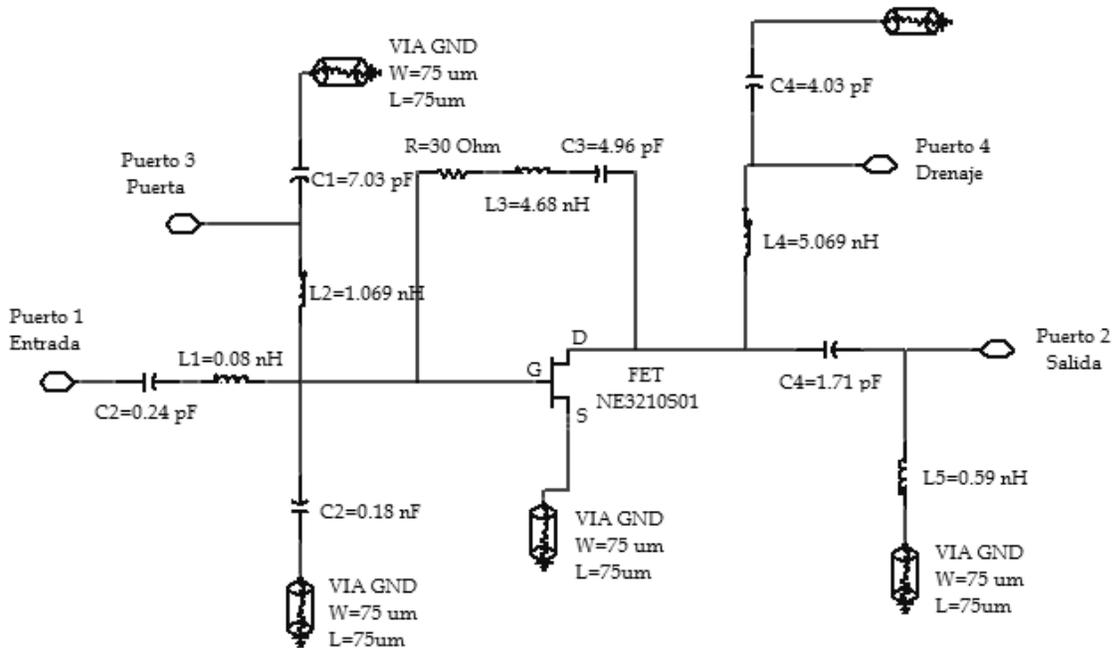 VIA GND
W=75 um
L=75um
C4=4.03 pF
R=30 Ohm
C3=4.96 pF
Puerto 3
Puerta
C1=7.03 pF
L3=4.68 nH
Puerto 4
Drenaje
L4=5.069 nH
L2=1.069 nH
Puerto 1
Entrada
L1=0.08 nH
C2=0.24 pF
G
D
S
FET
NE3210S01
C4=1.71 pF
Puerto 2
Salida
C2=0.18 nF
L5=0.59 nH
VIA GND
W=75 um
L=75um
VIA GND
W=75 um
L=75um
VIA GND
W=75 um
L=75um